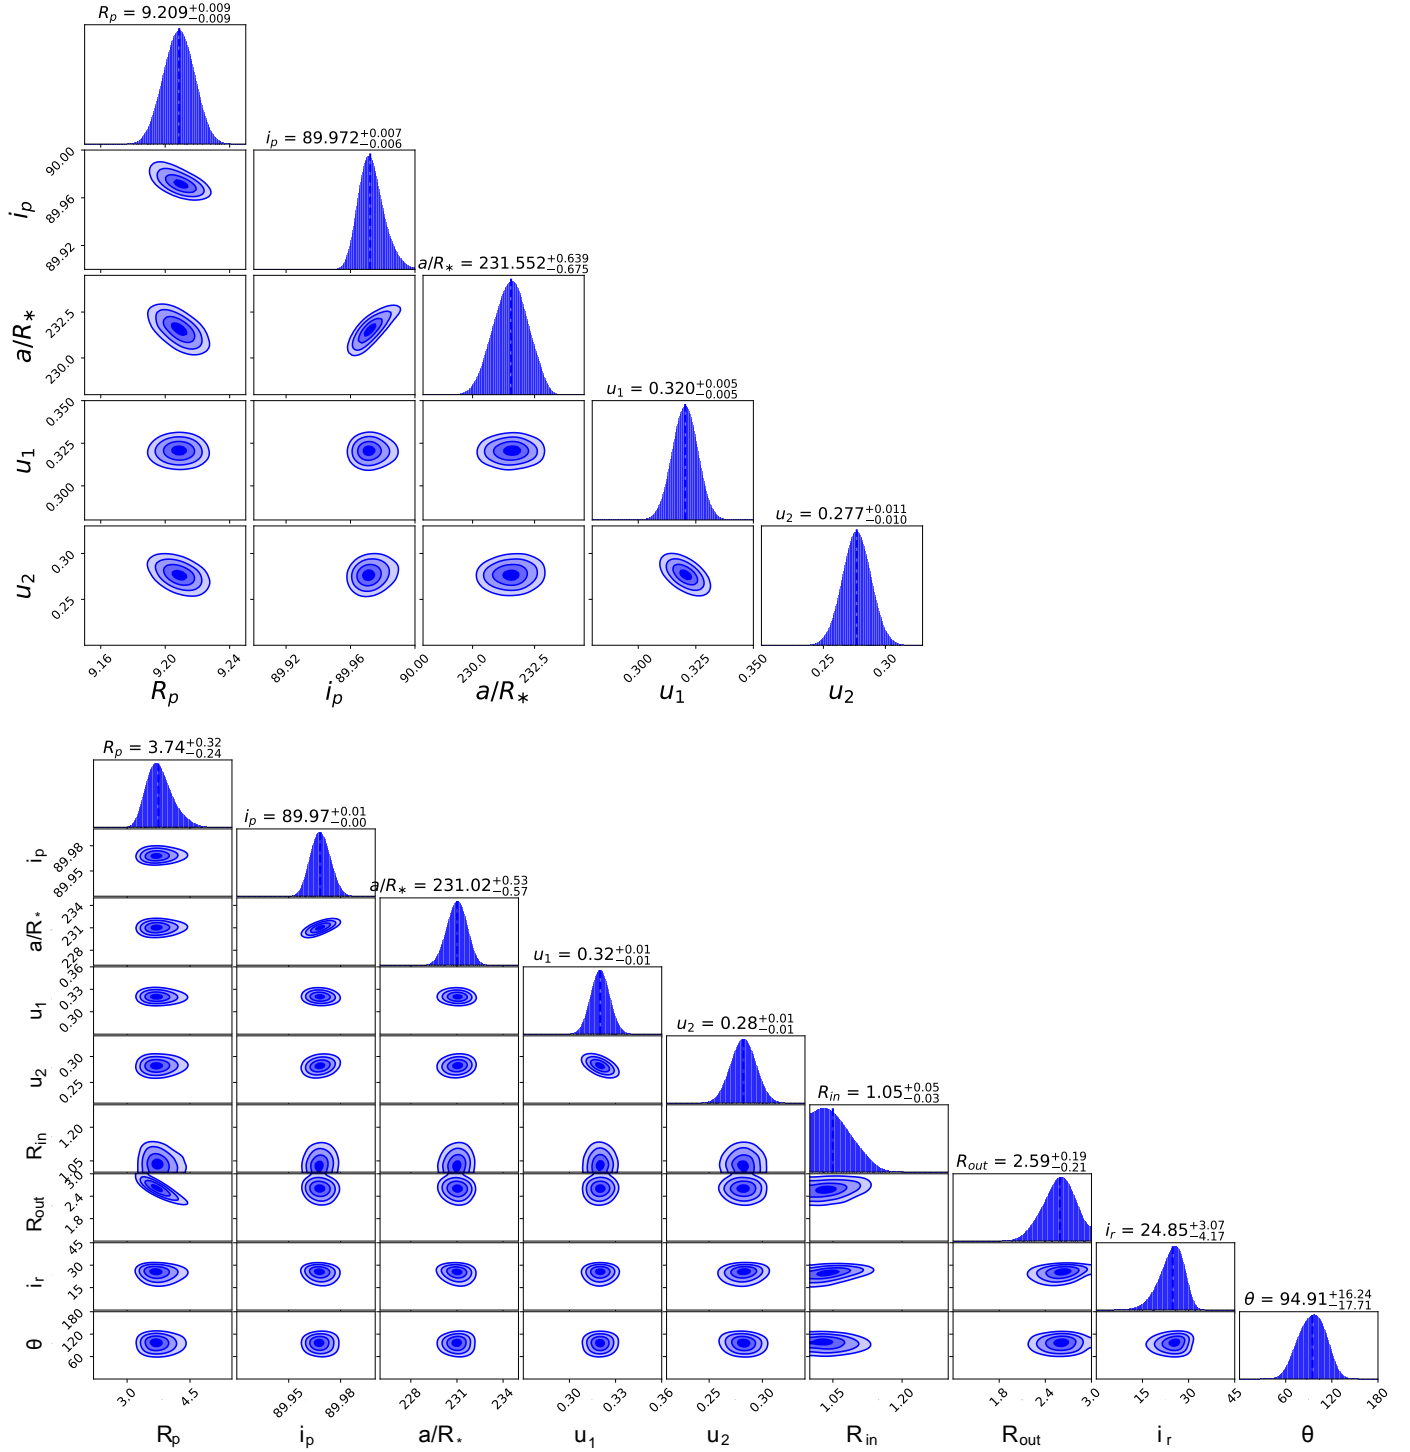 R_p = 9.209^{+0.009}_{-0.009}
i_p = 89.972^{+0.007}_{-0.006}
90.00
89.96
89.92
i_p
a/R_* = 231.552^{+0.639}_{-0.675}
232.5
230.0
a/R_*
u_1 = 0.320^{+0.005}_{-0.005}
0.350
0.325
0.300
u_1
u_2 = 0.277^{+0.011}_{-0.010}
0.30
0.25
u_2
9.16 9.20 9.24 89.92 89.96 90.00 230.0 232.5 0.300 0.325 0.350 0.25 0.30
R_p i_p a/R_* u_1 u_2
R_p = 3.74^{+0.32}_{-0.24}
i_p = 89.97^{+0.01}_{-0.00}
89.98
89.95
i_p
a/R_* = 231.02^{+0.53}_{-0.57}
234
231
228
a/R_*
u_1 = 0.32^{+0.01}_{-0.01}
0.36
0.33
0.30
u_1
u_2 = 0.28^{+0.01}_{-0.01}
0.30
0.25
u_2
R_{in} = 1.05^{+0.05}_{-0.03}
1.20
1.05
R_in
R_{out} = 2.59^{+0.19}_{-0.21}
3.0
2.4
1.8
R_out
i_r = 24.85^{+3.07}_{-4.17}
45
30
15
i_r
θ = 94.91^{+16.24}_{-17.71}
180
120
60
θ
3.0 4.5 89.95 89.98 228 231 234 0.30 0.33 0.36 0.25 0.30 1.05 1.20 1.8 2.4 3.0 15 30 45 60 120 180
R_p i_p a/R_* u_1 u_2 R_in R_out i_r θ